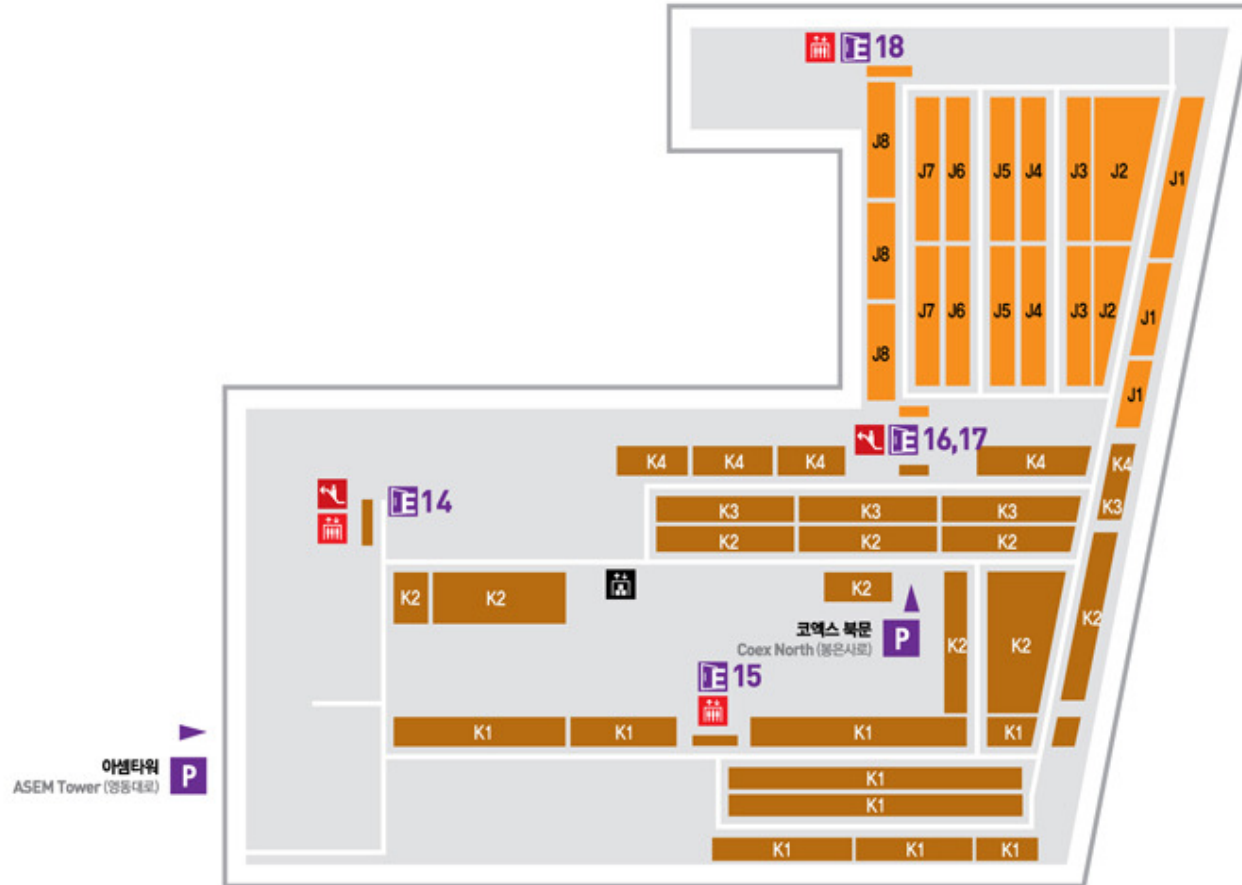 E 18
J8
J7
J6
J5
J4
J3
J2
J1
J8
J7
J6
J5
J4
J3
J2
J1
J8
J1
E 16,17
K4
K4
K4
K4
K4
E 14
K3
K3
K3
K3
K2
K2
K2
K2
K2
K2
K2
K2
K2
코엑스 북문
Coex North (봉은사로)
P
E 15
K1
K1
K1
K1
아셈타워
ASEM Tower (영동대로)
P
K1
K1
K1
K1
K1